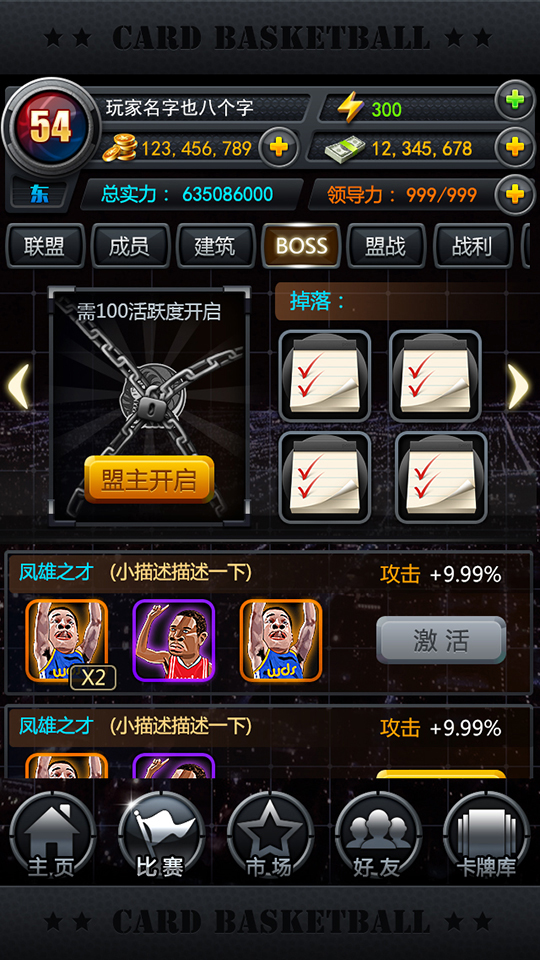 CARD BASKETBALL
54
玩家名字也八个字
300
123,456,789
12,345,678
东
总实力： 635085000
领导力： 999/999
联盟
成员
建筑
BOSS
盟战
战利
需100活跃度开启
盟主开启
掉落：
凤雄之才 (小描述描述一下)
攻击 +9.99%
wds
X2
wds
激活
凤雄之才 (小描述描述一下)
攻击 +9.99%
主页
比赛
市场
好友
卡牌库
CARD BASKETBALL